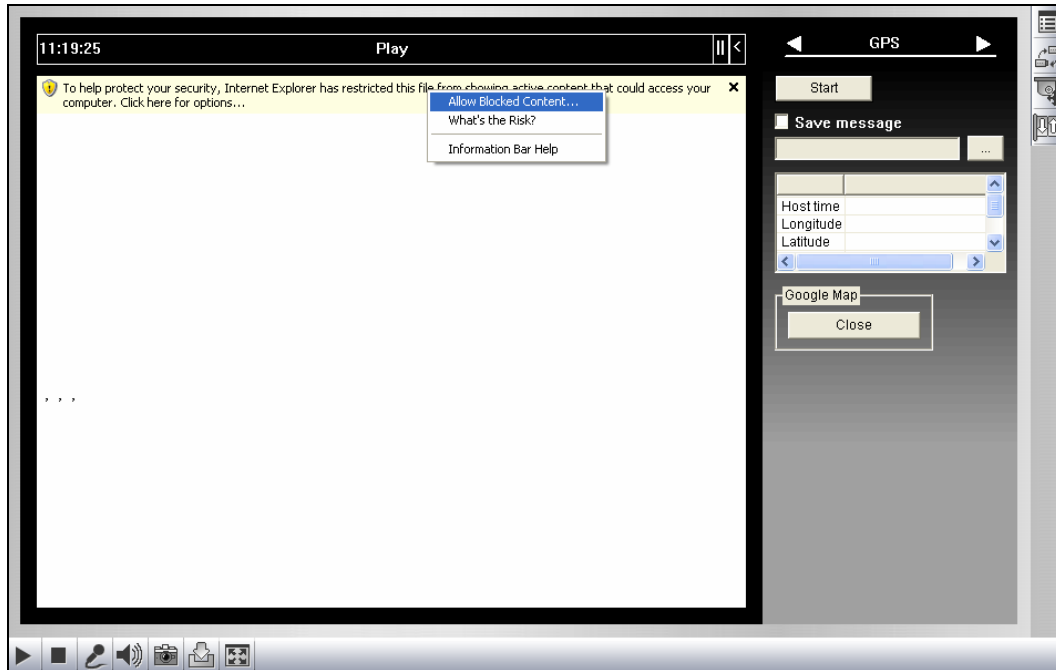 11:19:25 Play || <
To help protect your security, Internet Explorer has restricted this file from showing active content that could access your
computer. Click here for options...
Allow Blocked Content...
What's the Risk?
Information Bar Help
, , ,
GPS
Start
Save message
...
Host time
Longitude
Latitude
Google Map
Close